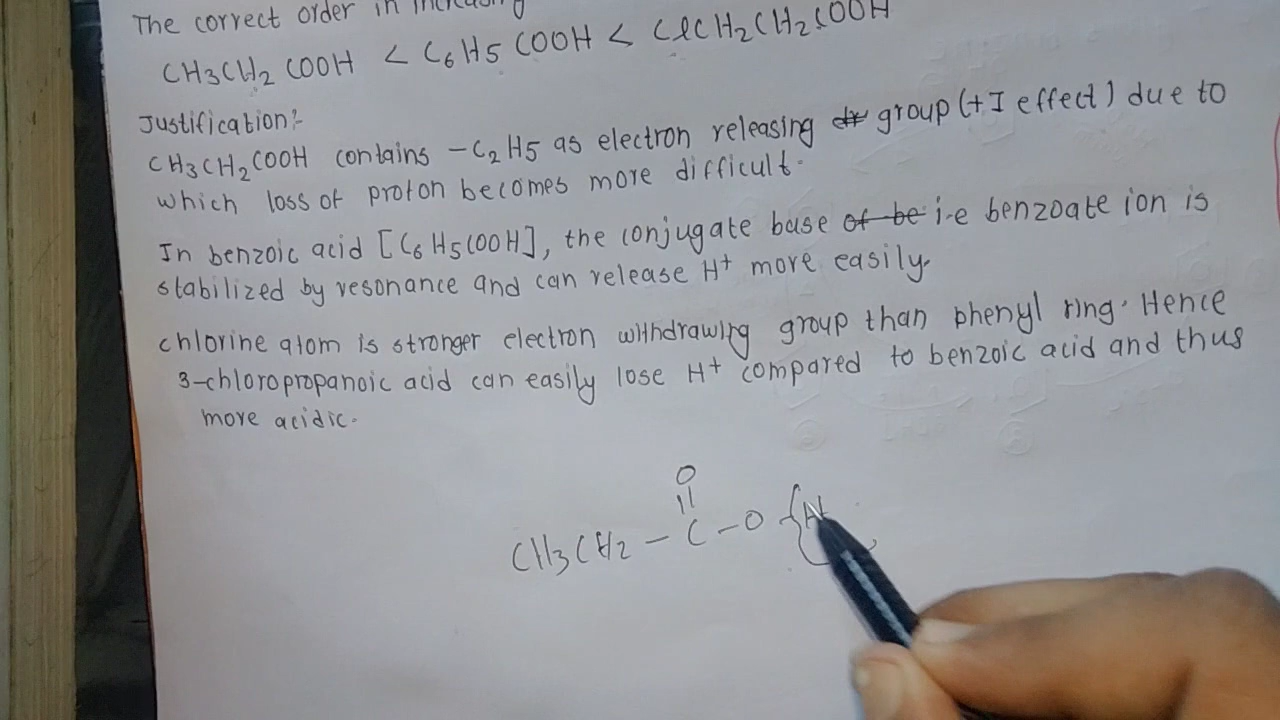 The correct order in increasing
CH3CH2COOH < C6H5COOH < ClCH2CH2COOH
Justification:-
CH3CH2COOH contains -C2H5 as electron releasing group (+I effect) due to
which loss of proton becomes more difficult.
In benzoic acid [C6H5COOH], the conjugate base of be i.e benzoate ion is
stabilized by resonance and can release H+ more easily.
chlorine atom is stronger electron withdrawing group than phenyl ring. Hence
3-chloropropanoic acid can easily lose H+ compared to benzoic acid and thus
more acidic.
O
CH3CH2-C-O{H